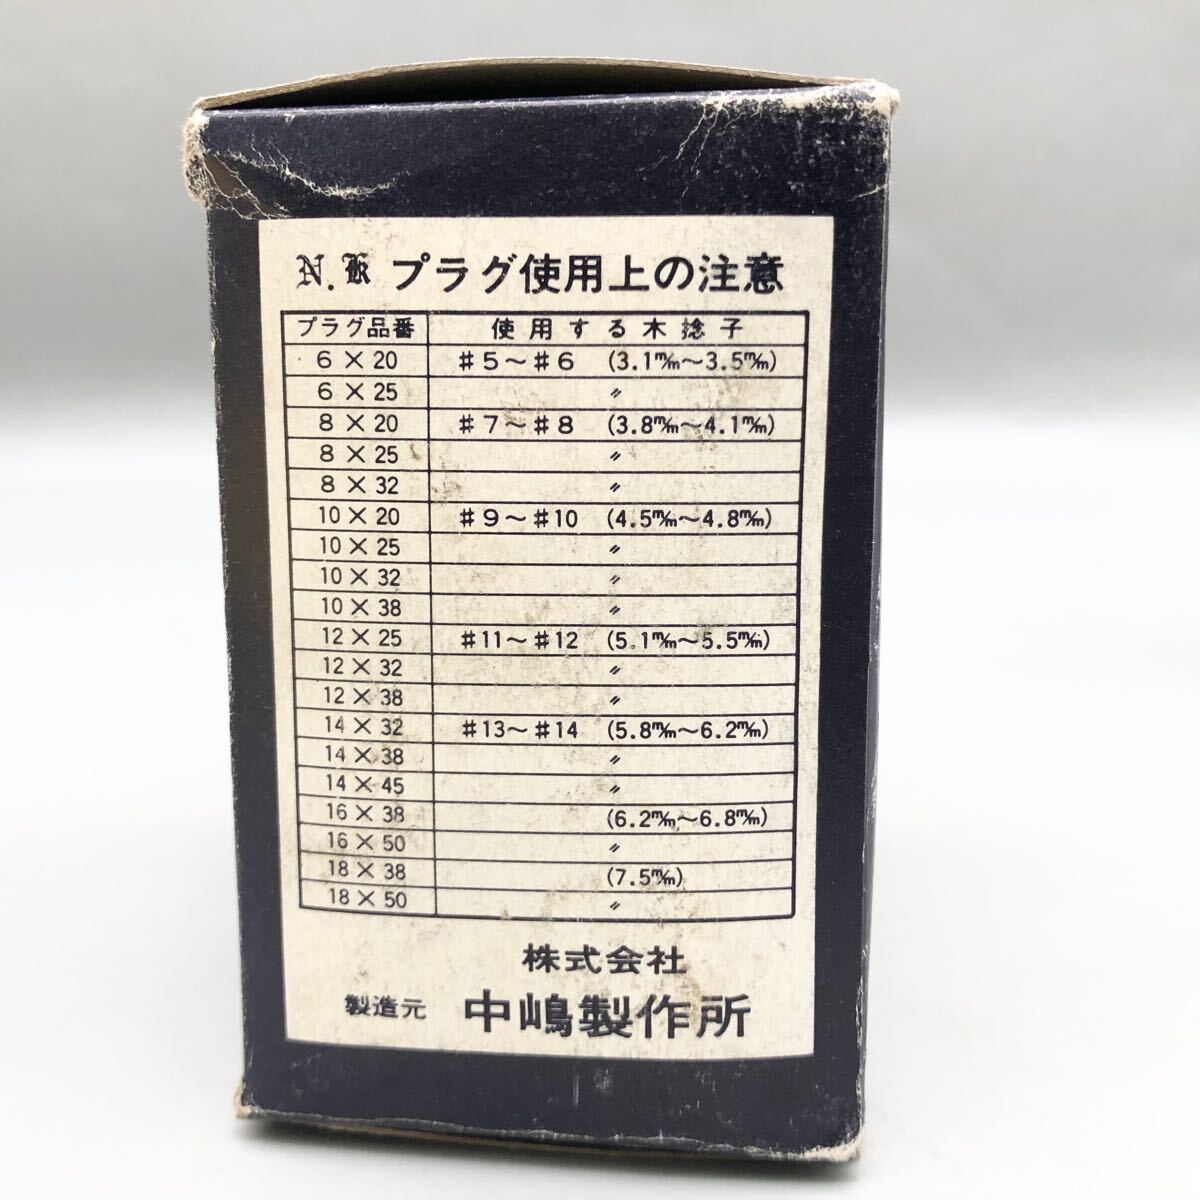 N.K プラグ使用上の注意
プラグ品番 使用する木捻子
6×20 ♯5～♯6 (3.1㎜～3.5㎜)
6×25 〃
8×20 ♯7～♯8 (3.8㎜～4.1㎜)
8×25 〃
8×32 〃
10×20 ♯9～♯10 (4.5㎜～4.8㎜)
10×25 〃
10×32 〃
10×38 〃
12×25 ♯11～♯12 (5.1㎜～5.5㎜)
12×32 〃
12×38 〃
14×32 ♯13～♯14 (5.8㎜～6.2㎜)
14×38 〃
14×45 〃
16×38 (6.2㎜～6.8㎜)
16×50 〃
18×38 (7.5㎜)
18×50 〃
株式会社
製造元 中嶋製作所